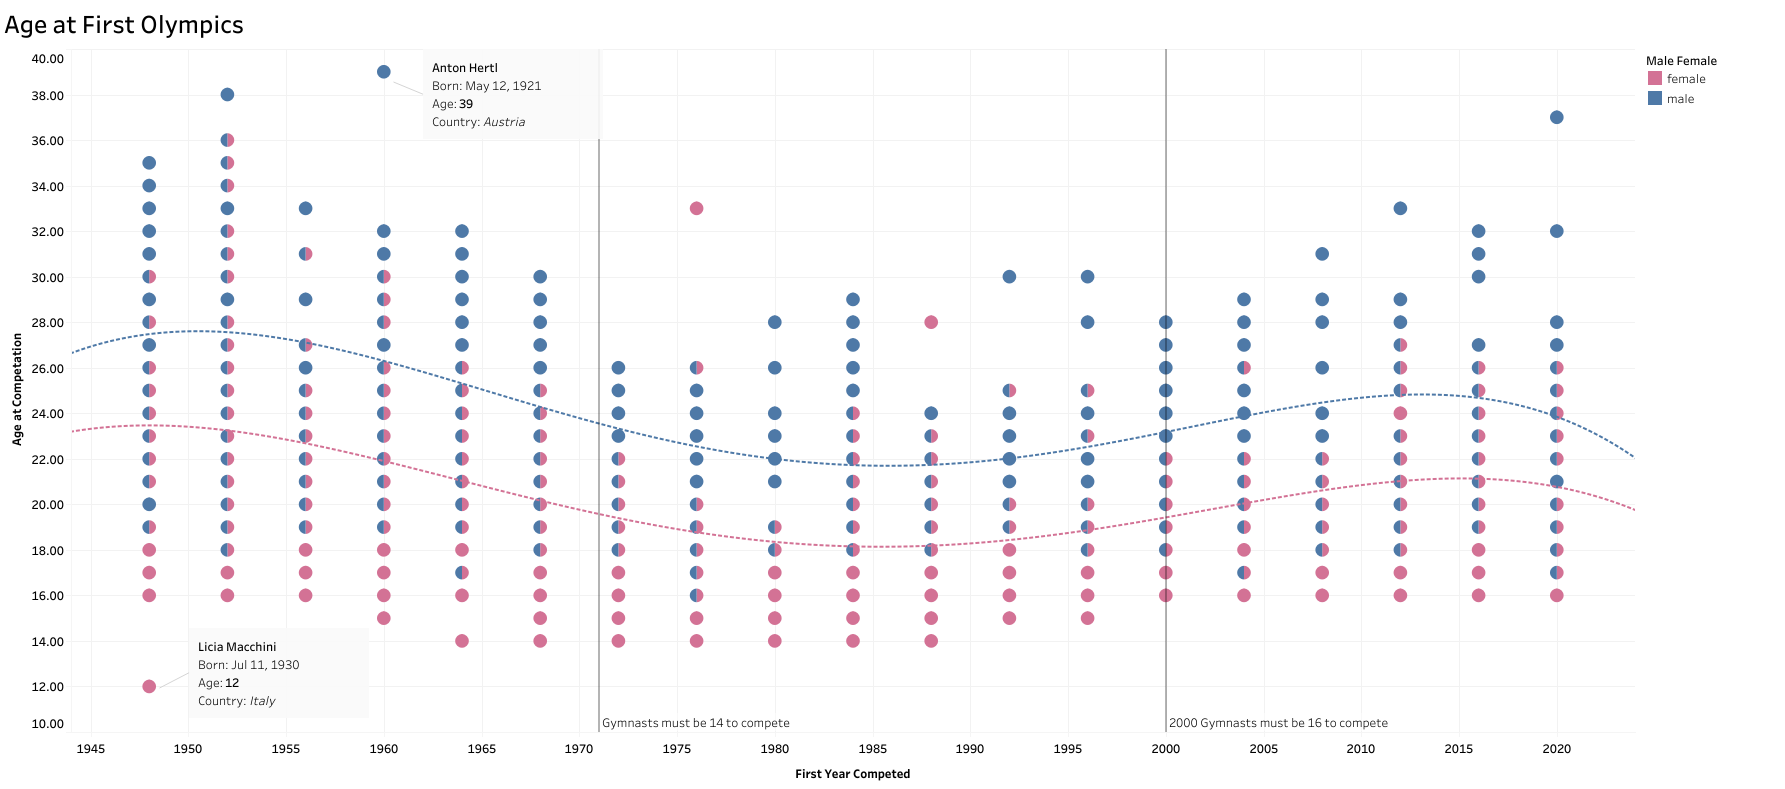 Age at First Olympics
Age at Competation
40.00
38.00
36.00
34.00
32.00
30.00
28.00
26.00
24.00
22.00
20.00
18.00
16.00
14.00
12.00
10.00
Anton Hertl
Born: May 12, 1921
Age: 39
Country: Austria
Licia Macchini
Born: Jul 11, 1930
Age: 12
Country: Italy
Gymnasts must be 14 to compete
2000 Gymnasts must be 16 to compete
1945 1950 1955 1960 1965 1970 1975 1980 1985 1990 1995 2000 2005 2010 2015 2020
First Year Competed
Male Female
female
male